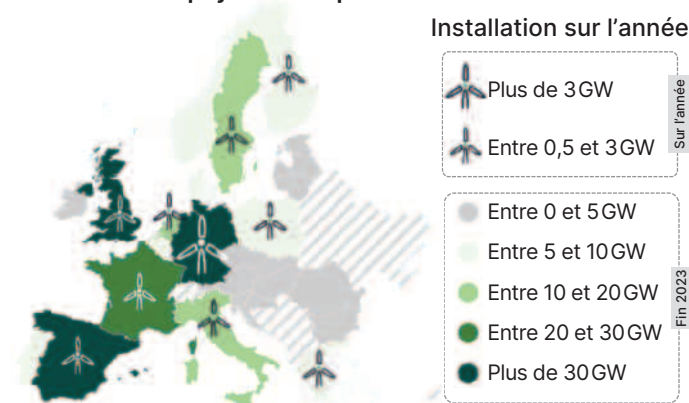 Installation sur l'année
Plus de 3 GW
Entre 0,5 et 3 GW
Sur l'année
Entre 0 et 5 GW
Entre 5 et 10 GW
Entre 10 et 20 GW
Entre 20 et 30 GW
Plus de 30 GW
Fin 2023